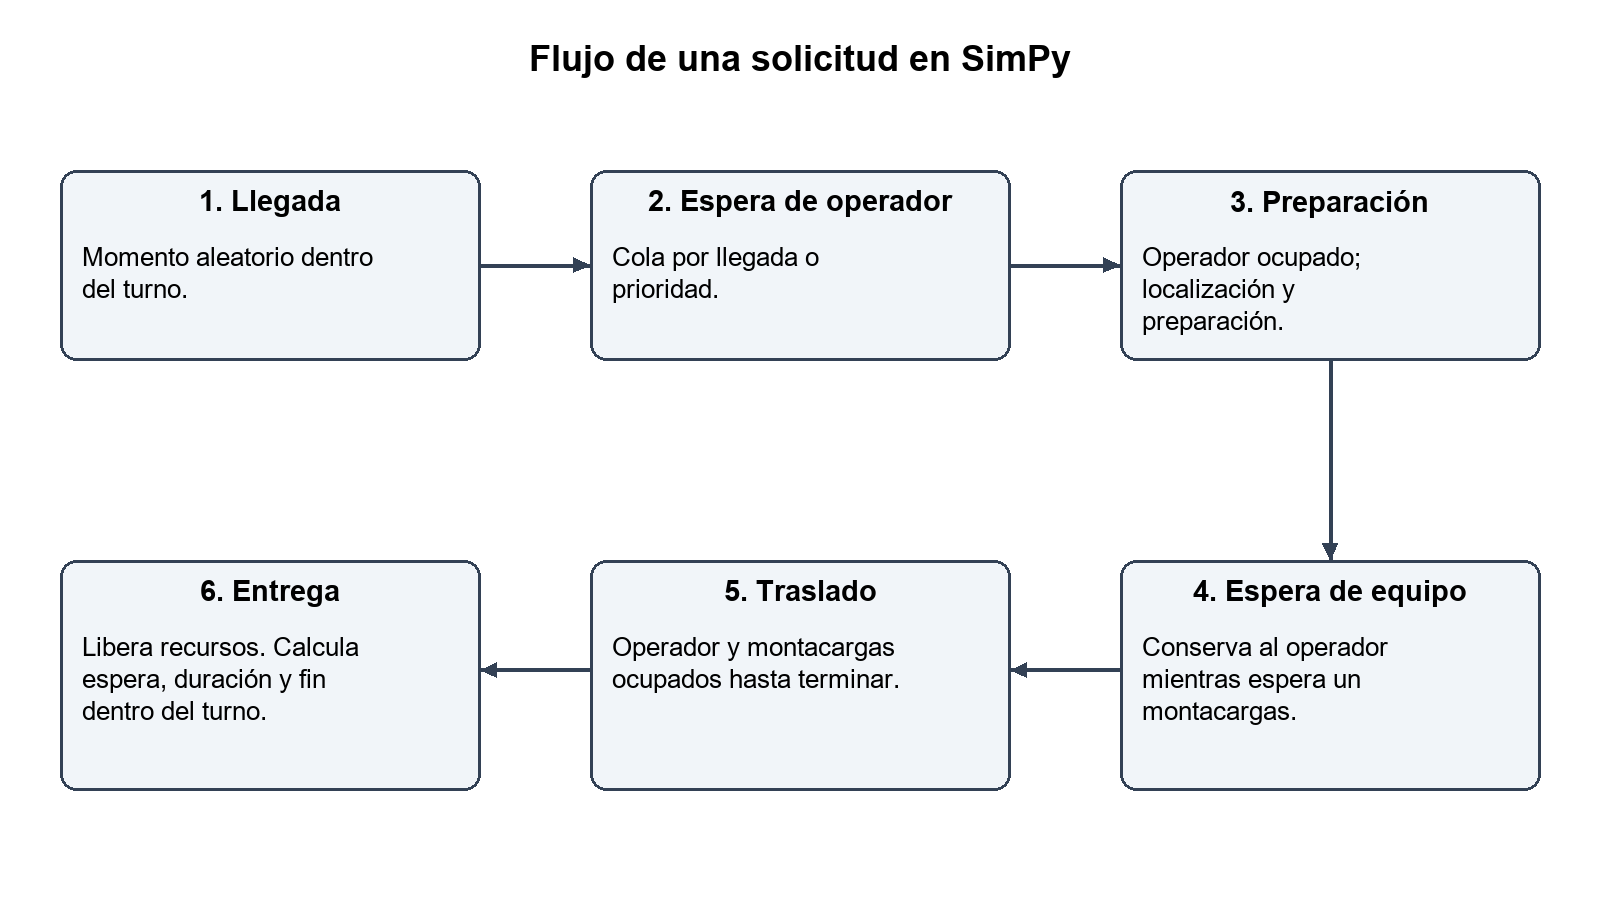 Flujo de una solicitud en SimPy
1. Llegada
Momento aleatorio dentro
del turno.
2. Espera de operador
Cola por llegada o
prioridad.
3. Preparación
Operador ocupado;
localización y
preparación.
4. Espera de equipo
Conserva al operador
mientras espera un
montacargas.
5. Traslado
Operador y montacargas
ocupados hasta terminar.
6. Entrega
Libera recursos. Calcula
espera, duración y fin
dentro del turno.